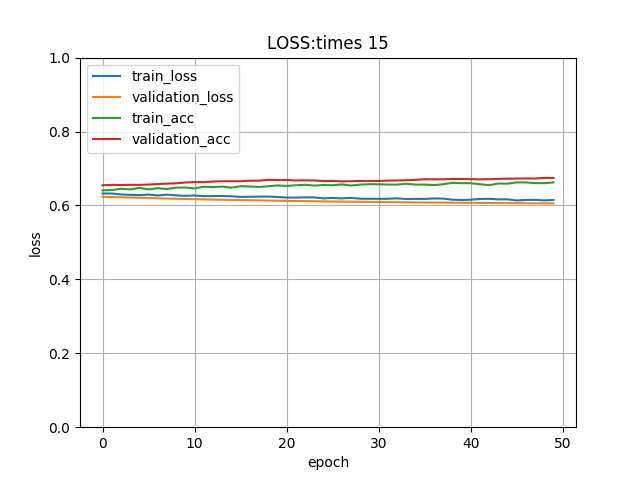 LOSS:times 15
1.0
0.8
0.6
0.4
0.2
0.0
loss
train_loss
validation_loss
train_acc
validation_acc
0 10 20 30 40 50
epoch